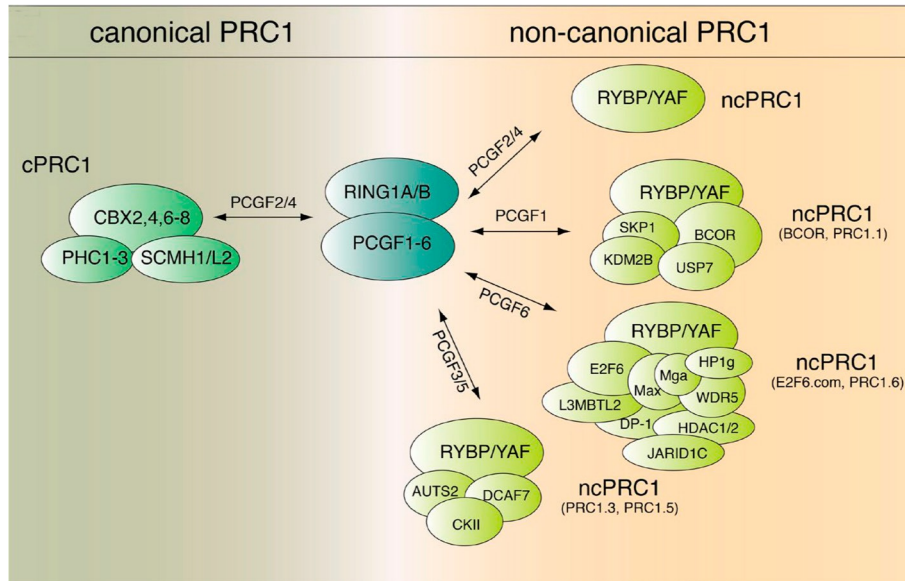 canonical PRC1
non-canonical PRC1
cPRC1
CBX2,4,6-8
PHC1-3
SCMH1/L2
PCGF2/4
RING1A/B
PCGF1-6
PCGF2/4
RYBP/YAF
ncPRC1
PCGF1
RYBP/YAF
SKP1
BCOR
KDM2B
USP7
ncPRC1
(BCOR, PRC1.1)
PCGF6
RYBP/YAF
E2F6
Max
Mga
HP1g
L3MBTL2
WDR5
DP-1
HDAC1/2
JARID1C
ncPRC1
(E2F6.com, PRC1.6)
PCGF3/5
RYBP/YAF
AUTS2
DCAF7
CKII
ncPRC1
(PRC1.3, PRC1.5)